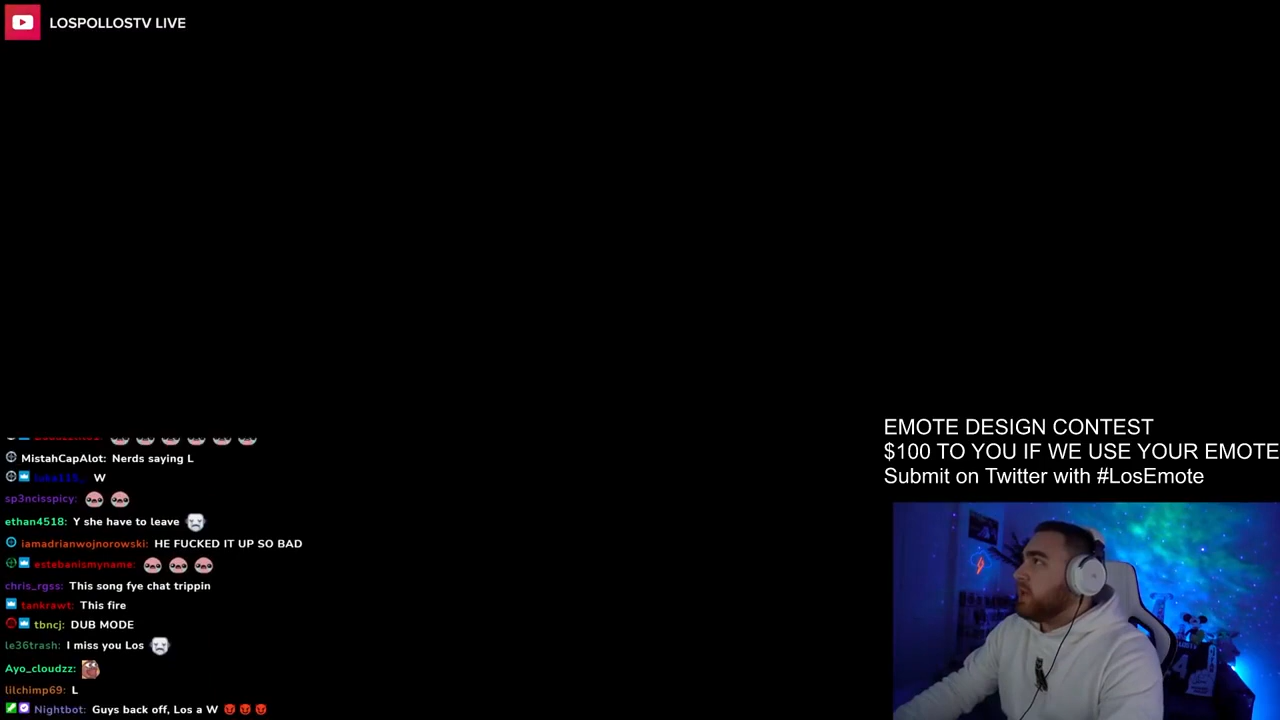 LOSPOLLOSTV LIVE
EMOTE DESIGN CONTEST
$100 TO YOU IF WE USE YOUR EMOTE
Submit on Twitter with #LosEmote
MistahCapAlot: Nerds saying L
W
sp3ncisspicy:
ethan4518: Y she have to leave
iamadrianwojnorowski: HE FUCKED IT UP SO BAD
estebanismyname:
chris_rgss: This song fye chat trippin
tankrawt: This fire
tbncj: DUB MODE
le36trash: I miss you Los
Ayo_cloudzz:
lilchimp69: L
Nightbot: Guys back off, Los a W